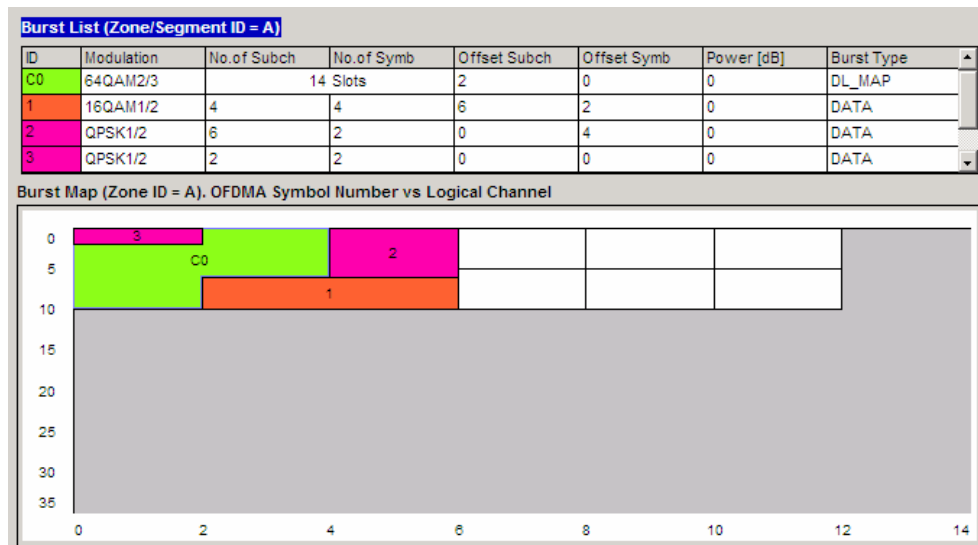 Burst List (Zone/Segment ID = A)
ID Modulation No.of Subch No.of Symb Offset Subch Offset Symb Power [dB] Burst Type
C0 64QAM2/3 14 Slots 2 0 0 DL_MAP
1 16QAM1/2 4 4 6 2 0 DATA
2 QPSK1/2 6 2 0 4 0 DATA
3 QPSK1/2 2 2 0 0 0 DATA
Burst Map (Zone ID = A). OFDMA Symbol Number vs Logical Channel
0
5
10
15
20
25
30
35
3
C0
2
1
0 2 4 6 8 10 12 14